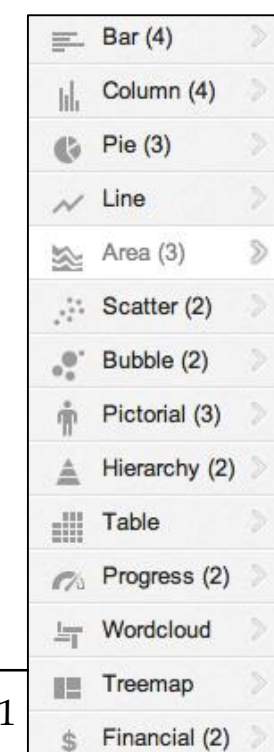 Bar (4)
Column (4)
Pie (3)
Line
Area (3)
Scatter (2)
Bubble (2)
Pictorial (3)
Hierarchy (2)
Table
Progress (2)
Wordcloud
Treemap
1
Financial (2)